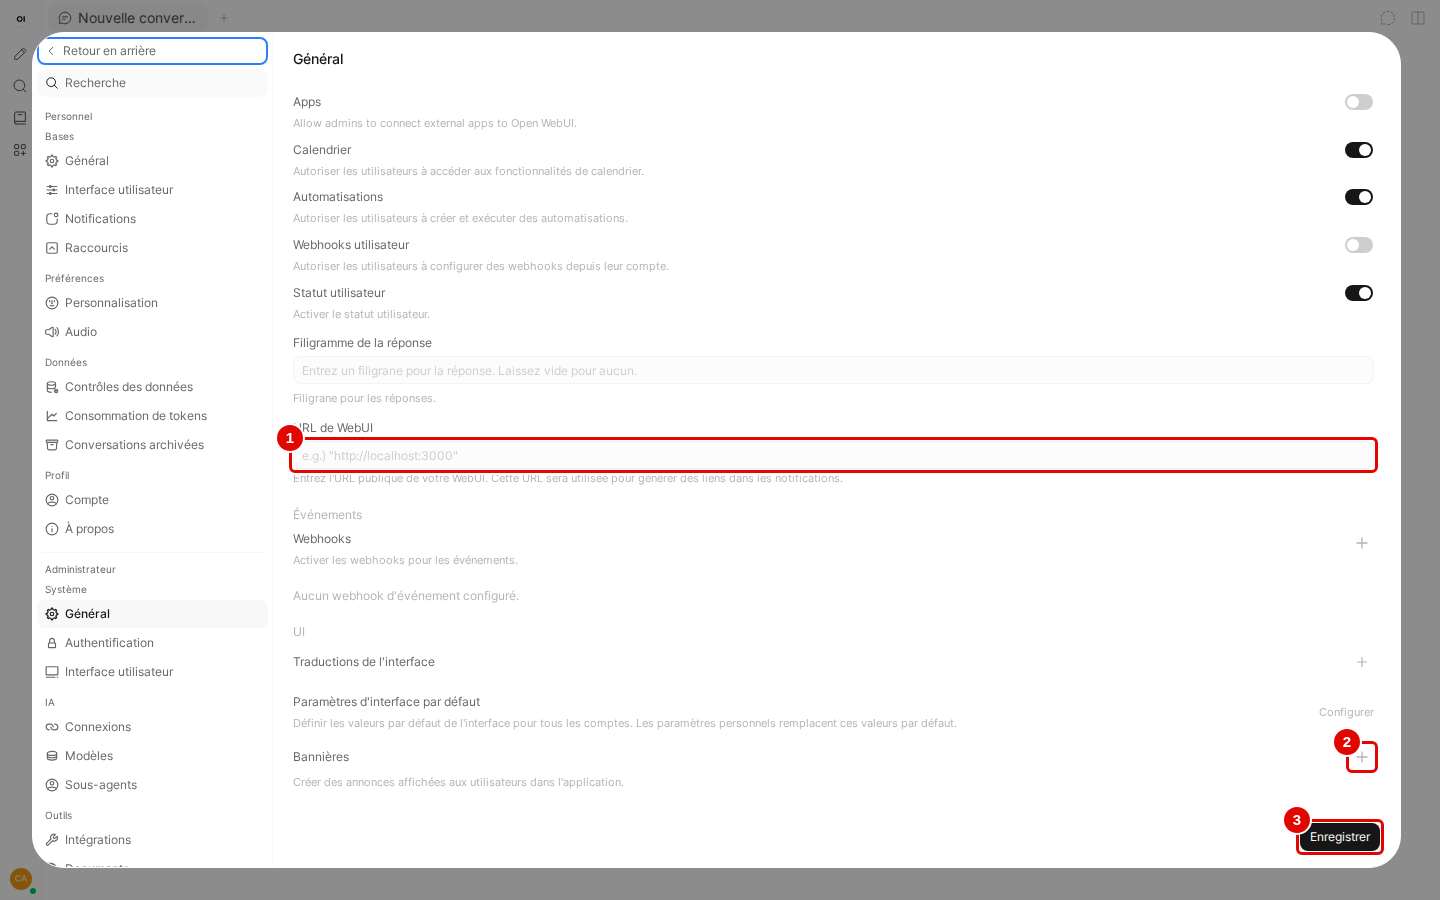 OI
Nouvelle conver...
Retour en arrière
Recherche
Personnel
Bases
Général
Interface utilisateur
Notifications
Raccourcis
Préférences
Personnalisation
Audio
Données
Contrôles des données
Consommation de tokens
Conversations archivées
Profil
Compte
À propos
Administrateur
Système
Général
Authentification
Interface utilisateur
IA
Connexions
Modèles
Sous-agents
Outils
Intégrations
CA
Général
Apps
Allow admins to connect external apps to Open WebUI.
Calendrier
Autoriser les utilisateurs à accéder aux fonctionnalités de calendrier.
Automatisations
Autoriser les utilisateurs à créer et exécuter des automatisations.
Webhooks utilisateur
Autoriser les utilisateurs à configurer des webhooks depuis leur compte.
Statut utilisateur
Activer le statut utilisateur.
Filigramme de la réponse
Entrez un filigrane pour la réponse. Laissez vide pour aucun.
Filigrane pour les réponses.
URL de WebUI
1
e.g.) "http://localhost:3000"
Entrez l'URL publique de votre WebUI. Cette URL sera utilisée pour générer des liens dans les notifications.
Événements
Webhooks
Activer les webhooks pour les événements.
Aucun webhook d'événement configuré.
UI
Traductions de l'interface
Paramètres d'interface par défaut
Définir les valeurs par défaut de l'interface pour tous les comptes. Les paramètres personnels remplacent ces valeurs par défaut.
Configurer
2
Bannières
Créer des annonces affichées aux utilisateurs dans l'application.
3
Enregistrer